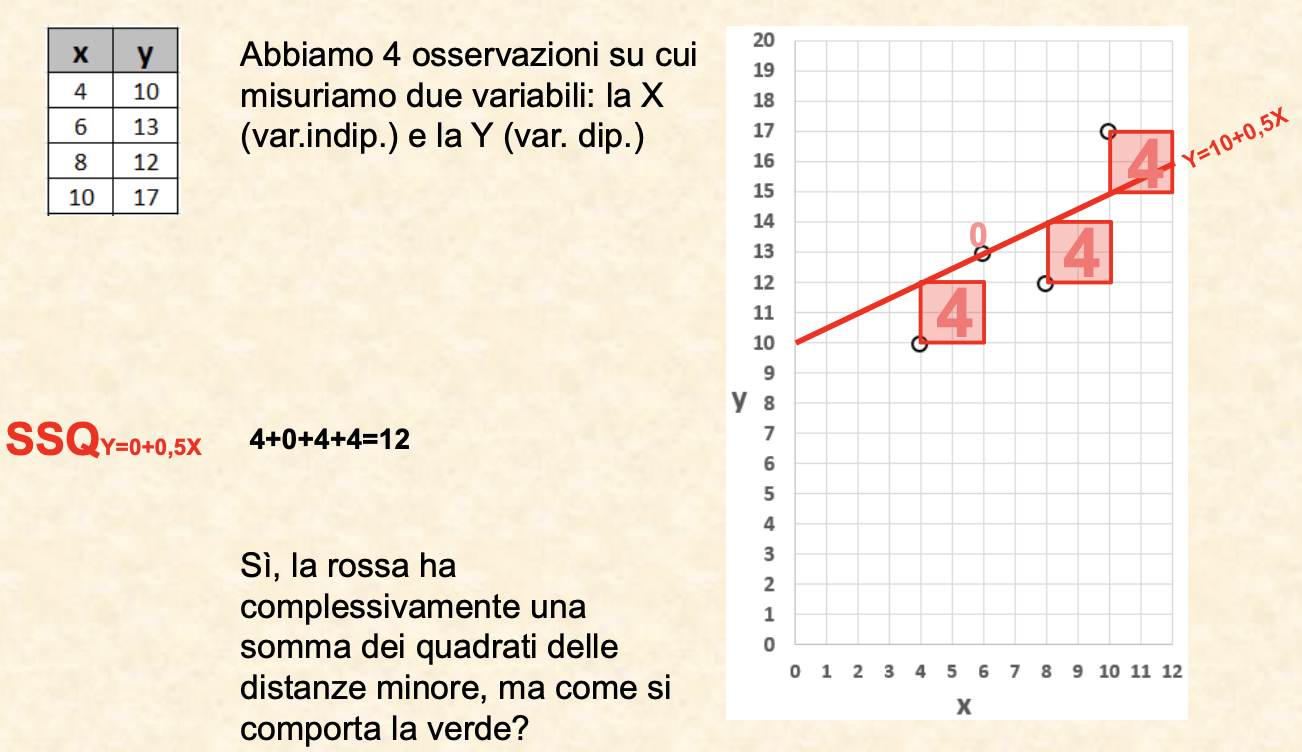 x y
4 10
6 13
8 12
10 17
Abbiamo 4 osservazioni su cui
misuriamo due variabili: la X
(var.indip.) e la Y (var. dip.)
SSQY=0+0,5X
4+0+4+4=12
Sì, la rossa ha
complessivamente una
somma dei quadrati delle
distanze minore, ma come si
comporta la verde?
20
19
18
17
16
15
14
13
12
11
10
9
8
7
6
5
4
3
2
1
0
y
4
Y=10+0,5X
0
4
4
0 1 2 3 4 5 6 7 8 9 10 11 12
x